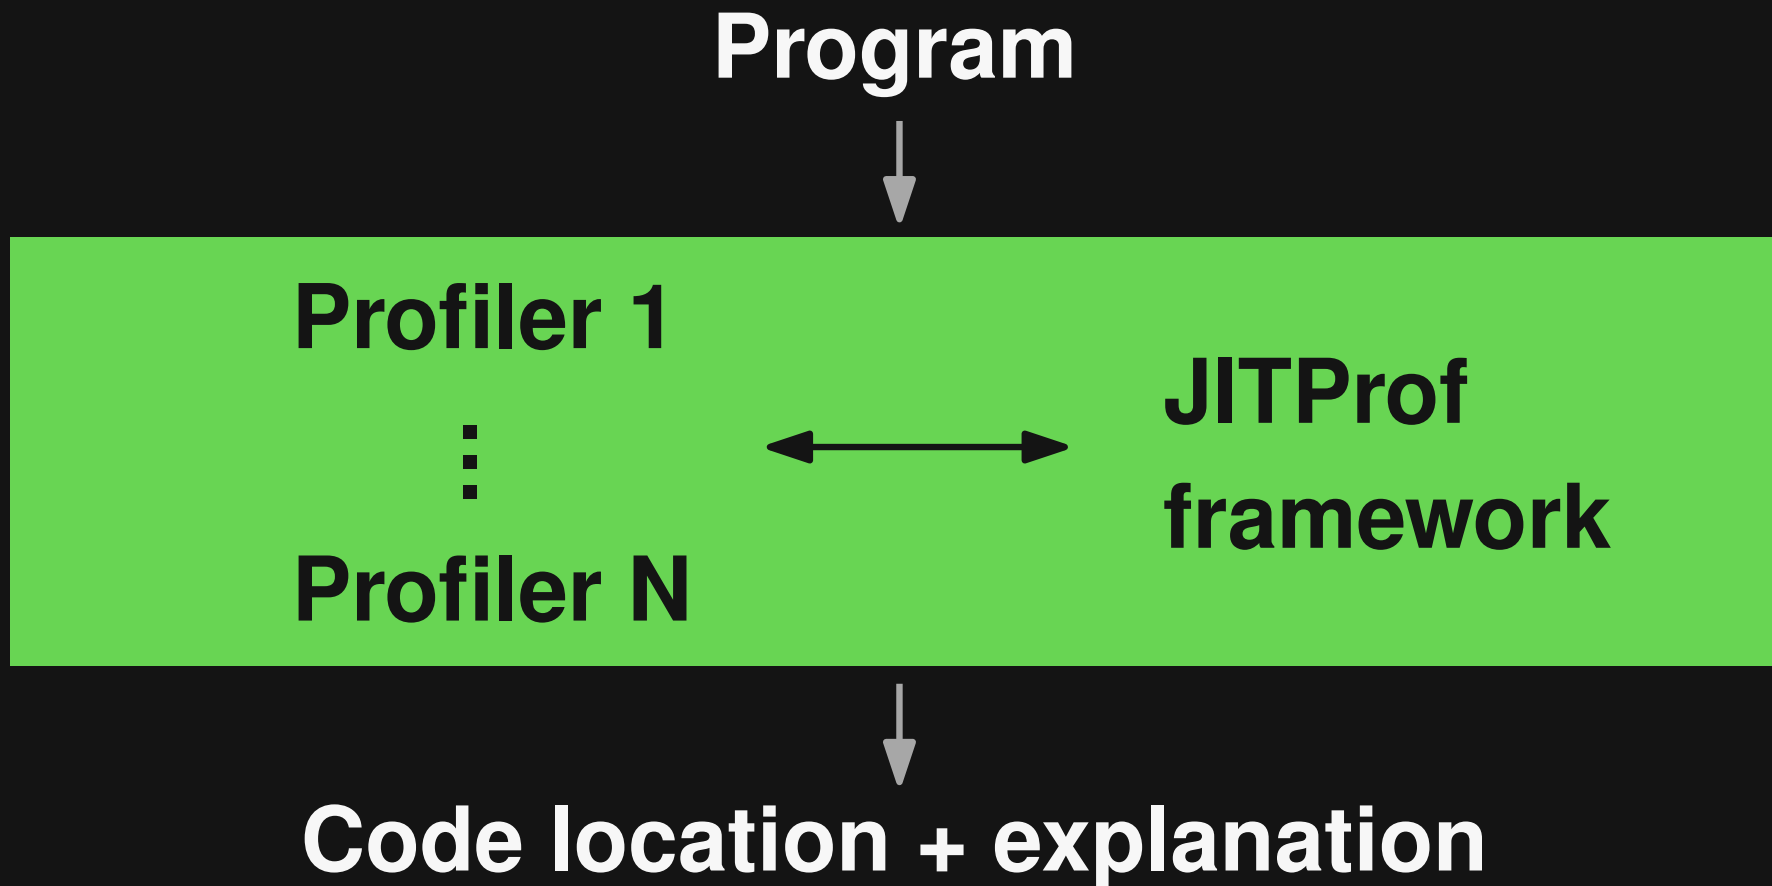 Program
Profiler 1
⋮
Profiler N
JITProf
framework
Code location + explanation